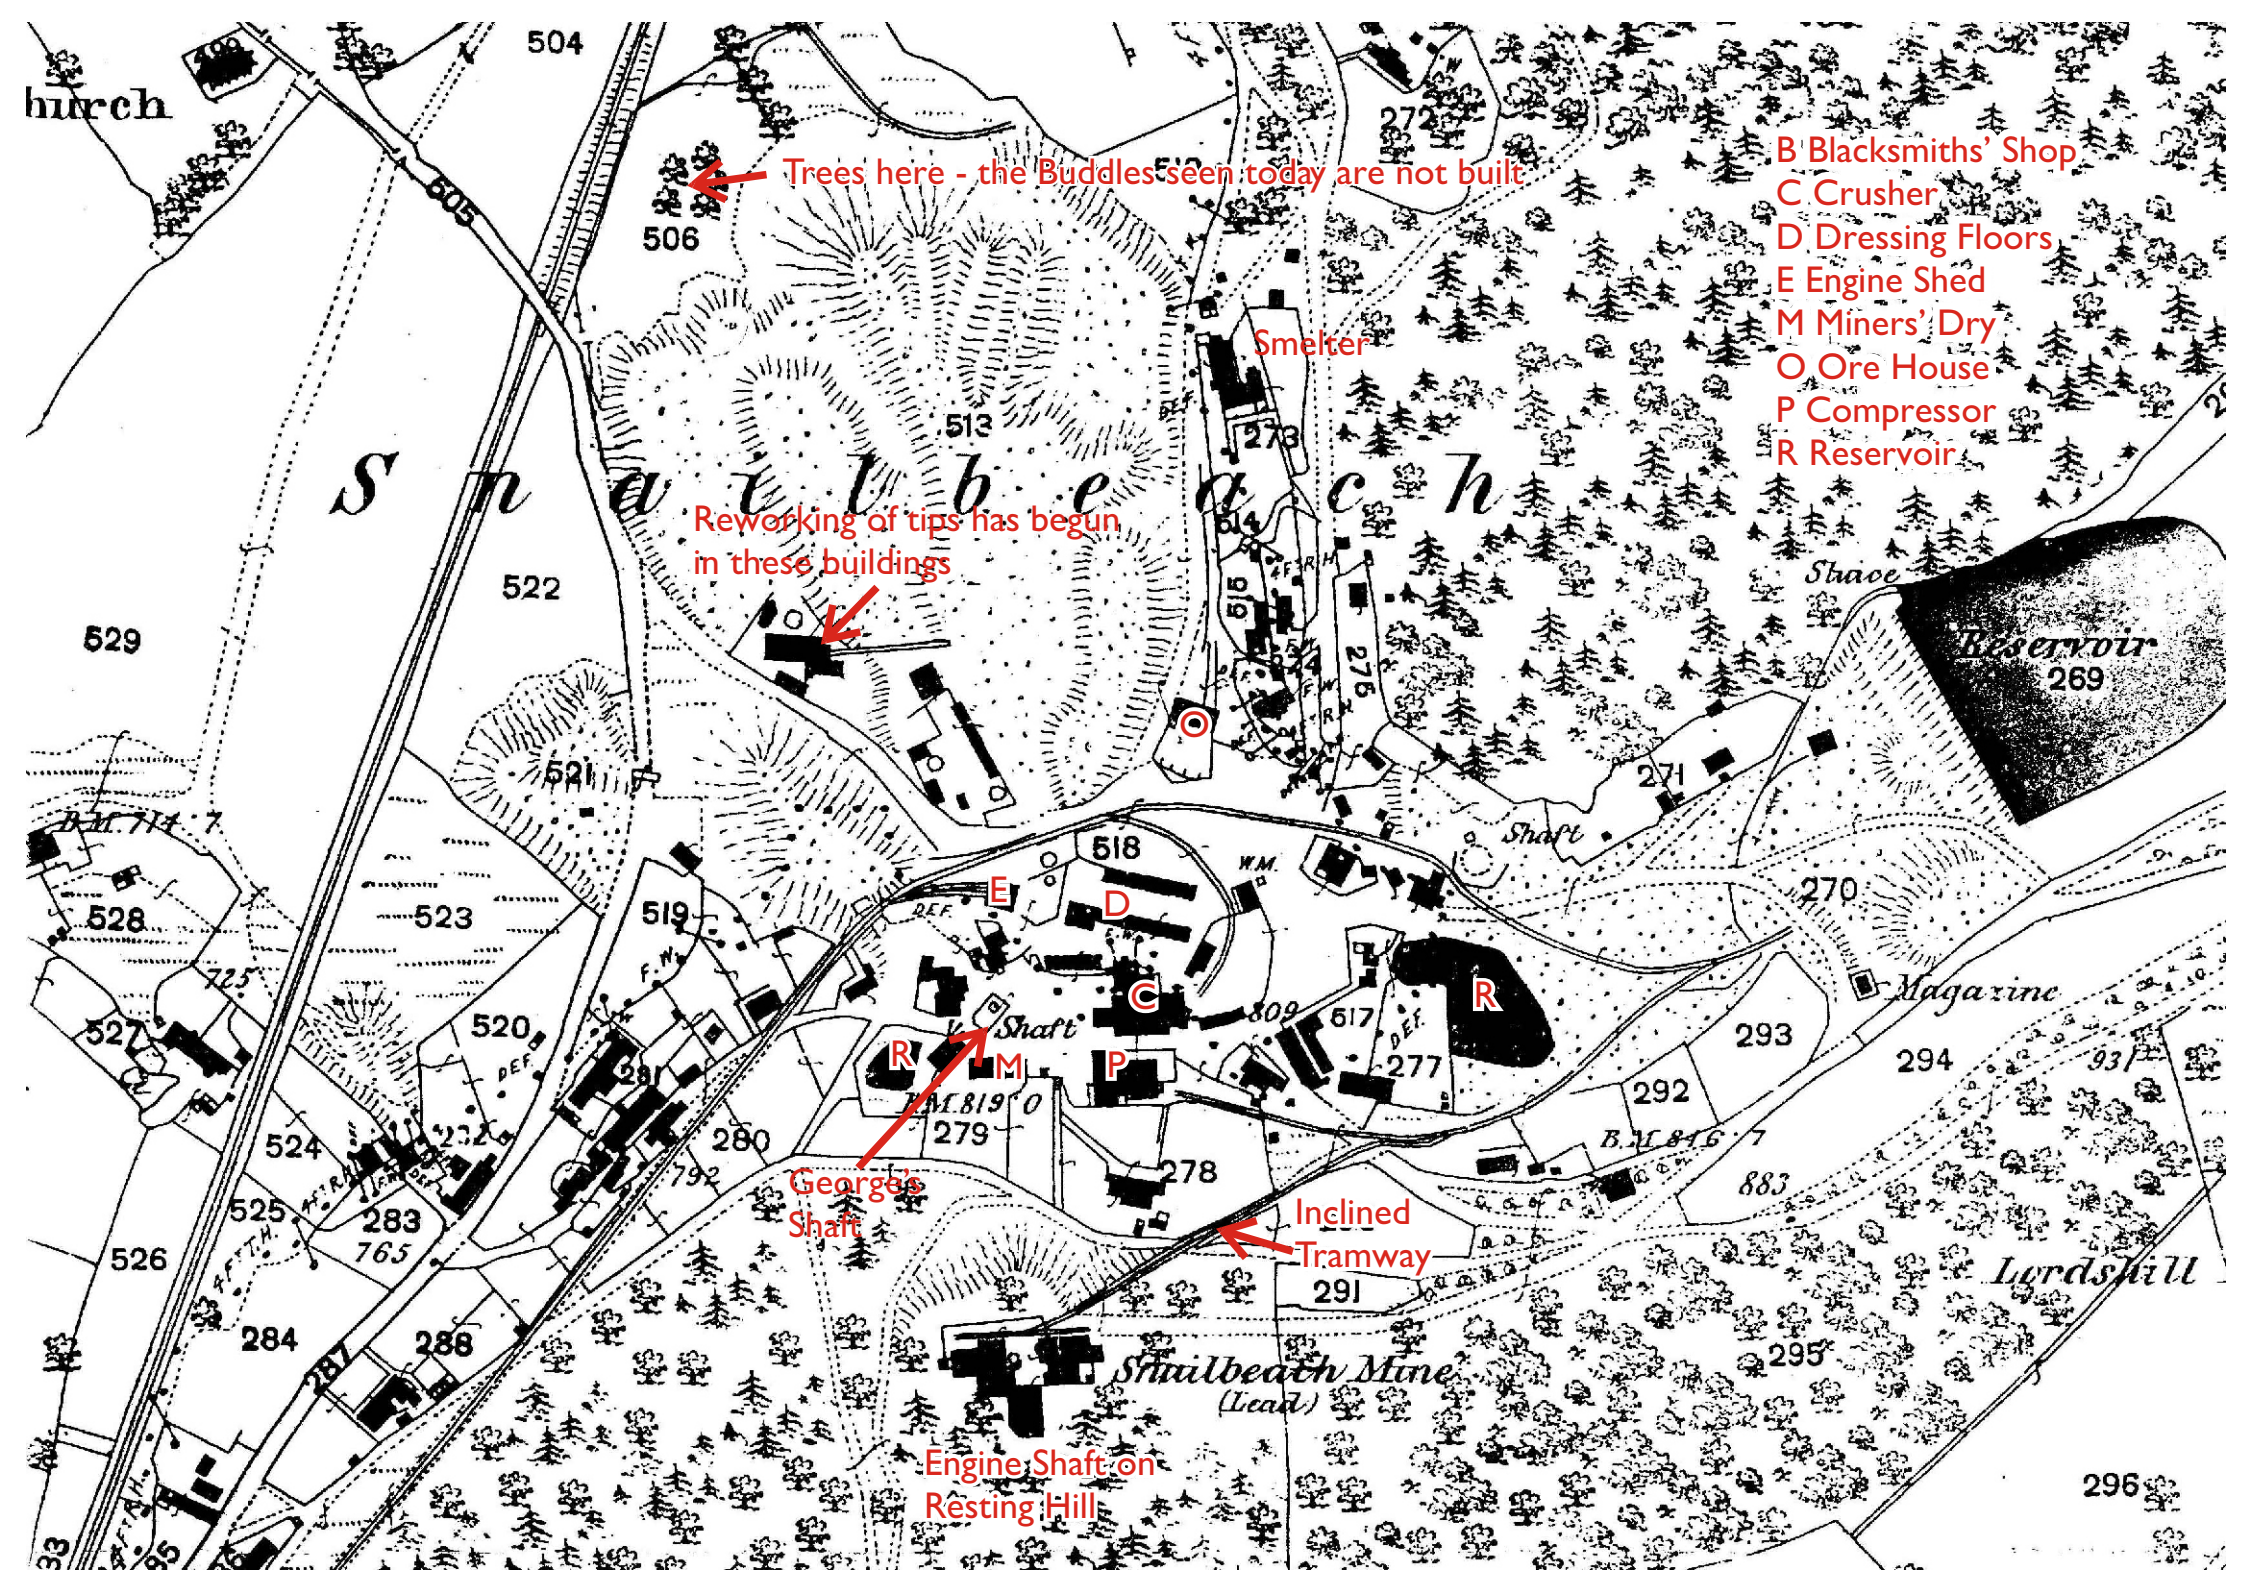 504
hurch
272
B Blacksmiths' Shop
Trees here - the Buddles seen today are not built
C Crusher
605
506
D Dressing Floors
E Engine Shed
M Miners' Dry
Smelter
O Ore House
P Compressor
513
273
R Reservoir
Snailbeach
Reworking of tips has begun
in these buildings
514
522
Sluice
515
529
Reservoir
269
276
O
521
271
B.M. 714·7
Shaft
518
W.M.
270
E
D
519
528
523
F.W.
725
Magazine
C
R
809
517
Shaft
527
520
293
294
931
R
M
P
281
277
292
B.M. 819·0
279
280
524
B.M. 846·7
792
278
883
George's
Shaft
Inclined
Tramway
525
283
765
526
Lordshill
291
284
288
287
295
Snailbeach Mine
(Lead)
Engine Shaft on
Resting Hill
296